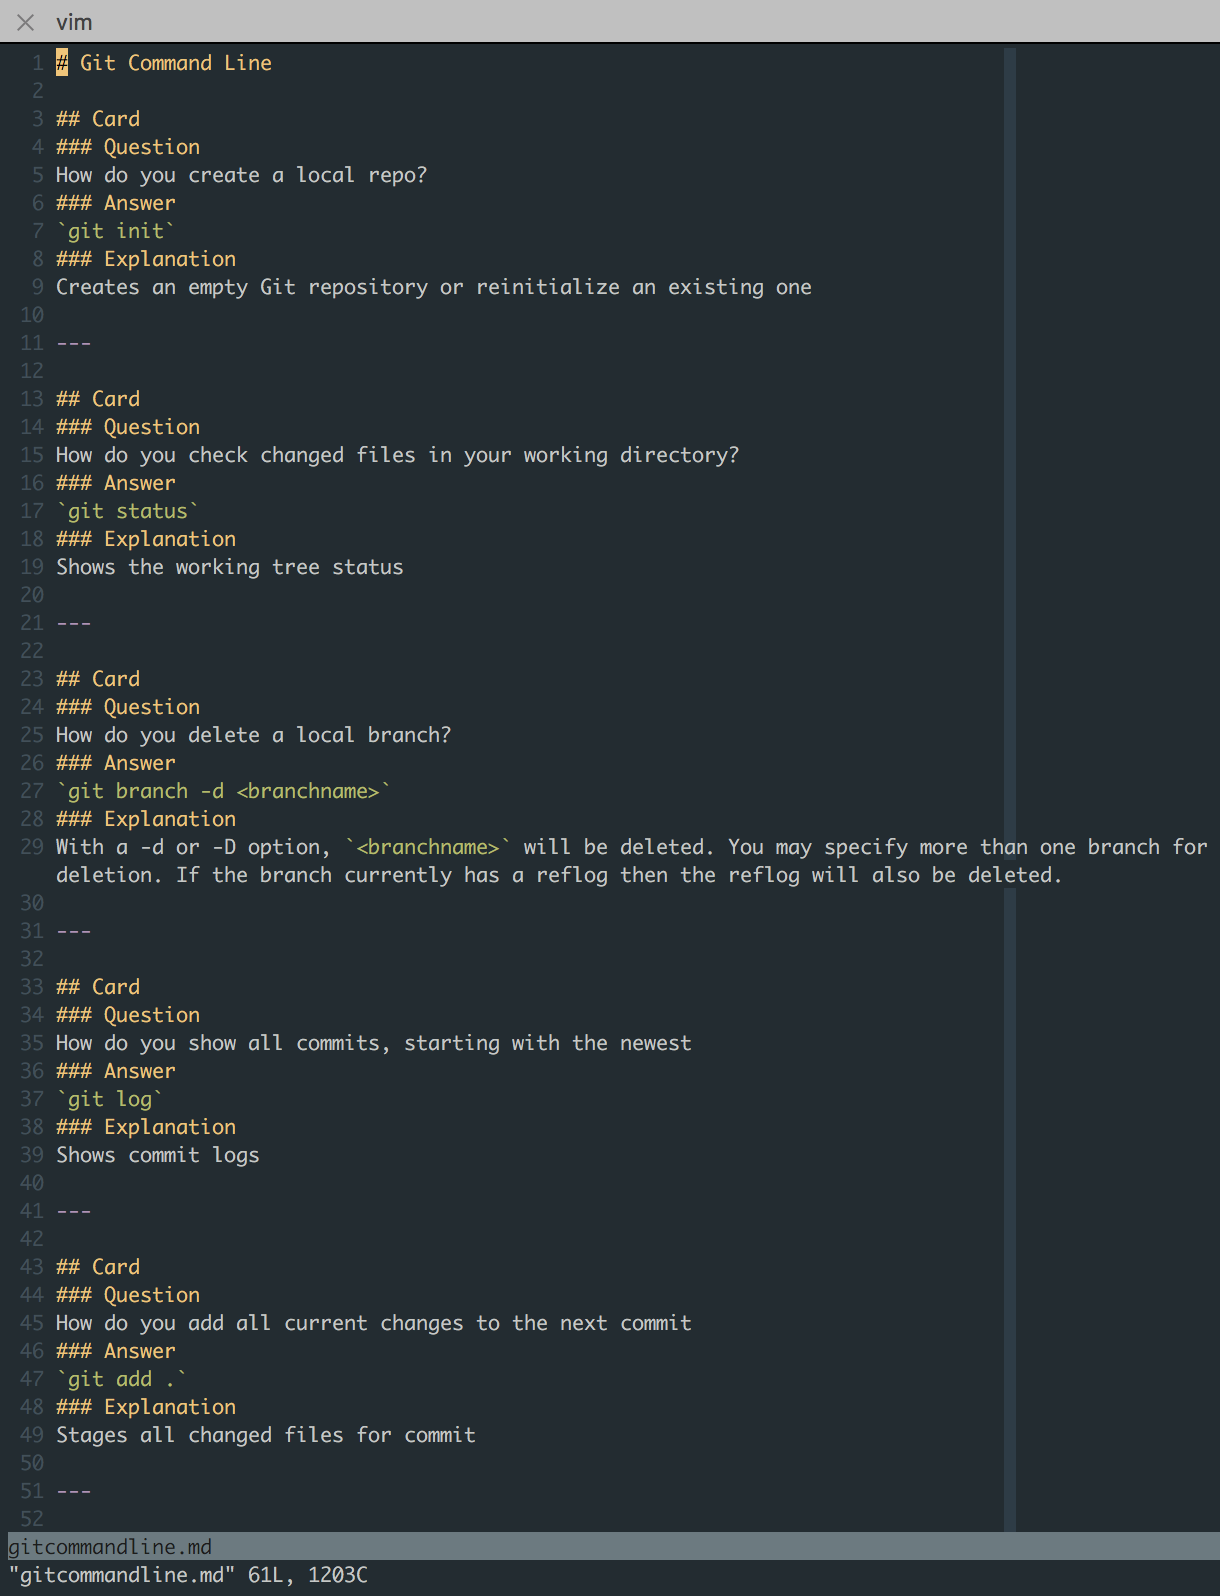 vim
1 # Git Command Line
2
3 ## Card
4 ### Question
5 How do you create a local repo?
6 ### Answer
7 `git init`
8 ### Explanation
9 Creates an empty Git repository or reinitialize an existing one
10
11 ---
12
13 ## Card
14 ### Question
15 How do you check changed files in your working directory?
16 ### Answer
17 `git status`
18 ### Explanation
19 Shows the working tree status
20
21 ---
22
23 ## Card
24 ### Question
25 How do you delete a local branch?
26 ### Answer
27 `git branch -d <branchname>`
28 ### Explanation
29 With a -d or -D option, `<branchname>` will be deleted. You may specify more than one branch for
deletion. If the branch currently has a reflog then the reflog will also be deleted.
30
31 ---
32
33 ## Card
34 ### Question
35 How do you show all commits, starting with the newest
36 ### Answer
37 `git log`
38 ### Explanation
39 Shows commit logs
40
41 ---
42
43 ## Card
44 ### Question
45 How do you add all current changes to the next commit
46 ### Answer
47 `git add .`
48 ### Explanation
49 Stages all changed files for commit
50
51 ---
52
gitcommandline.md
"gitcommandline.md" 61L, 1203C